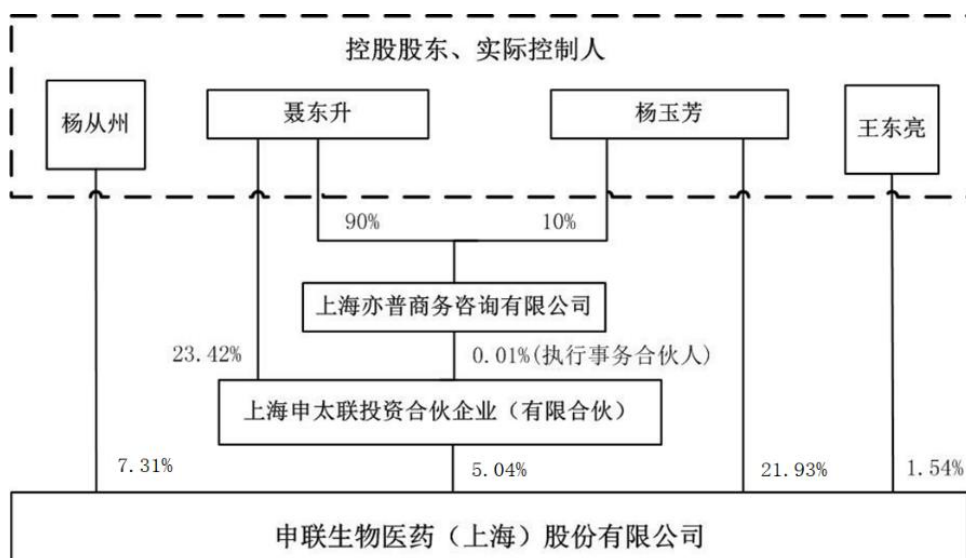 控股股东、实际控制人
杨从州
聂东升
杨玉芳
王东亮
90%
10%
上海亦普商务咨询有限公司
23.42%
0.01%(执行事务合伙人)
上海申太联投资合伙企业（有限合伙）
7.31%
5.04%
21.93%
1.54%
申联生物医药（上海）股份有限公司